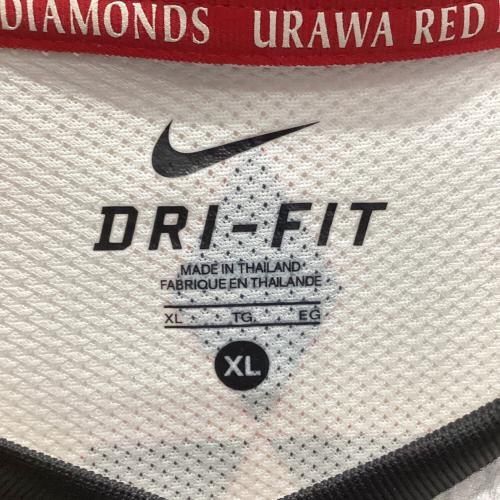 DIAMONDS URAWA RED
DRI-FIT
MADE IN THAILAND
FABRIQUE EN THAILANDE
XL TG EG
XL